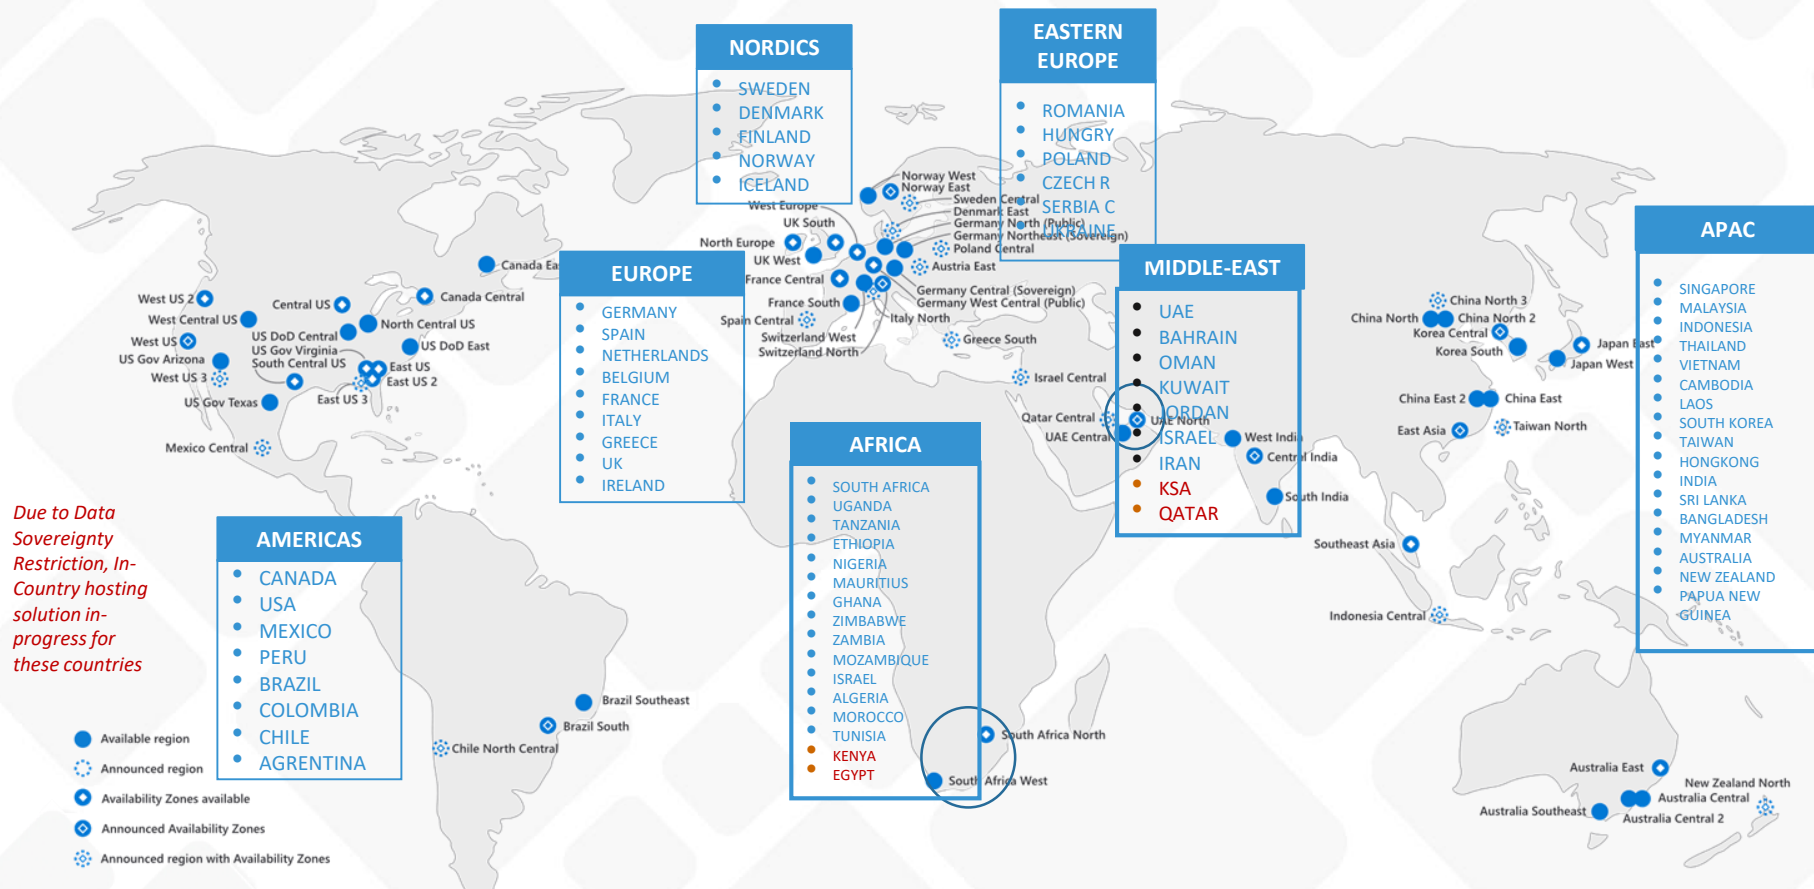 NORDICS
SWEDEN
DENMARK
FINLAND
NORWAY
ICELAND
EASTERN
EUROPE
ROMANIA
HUNGRY
POLAND
CZECH R
SERBIA C
UKRAINE
EUROPE
GERMANY
SPAIN
NETHERLANDS
BELGIUM
FRANCE
ITALY
GREECE
UK
IRELAND
MIDDLE-EAST
UAE
BAHRAIN
OMAN
KUWAIT
JORDAN
ISRAEL
IRAN
KSA
QATAR
APAC
SINGAPORE
MALAYSIA
INDONESIA
THAILAND
VIETNAM
CAMBODIA
LAOS
SOUTH KOREA
TAIWAN
HONGKONG
INDIA
SRI LANKA
BANGLADESH
MYANMAR
AUSTRALIA
NEW ZEALAND
PAPUA NEW
GUINEA
AFRICA
SOUTH AFRICA
UGANDA
TANZANIA
ETHIOPIA
NIGERIA
MAURITIUS
GHANA
ZIMBABWE
ZAMBIA
MOZAMBIQUE
ISRAEL
ALGERIA
MOROCCO
TUNISIA
KENYA
EGYPT
AMERICAS
CANADA
USA
MEXICO
PERU
BRAZIL
COLOMBIA
CHILE
AGRENTINA
Due to Data
Sovereignty
Restriction, In-
Country hosting
solution in-
progress for
these countries
Available region
Announced region
Availability Zones available
Announced Availability Zones
Announced region with Availability Zones
Canada Ea
Canada Central
West US 2
Central US
West Central US
North Central US
US DoD Central
West US
US DoD East
US Gov Virginia
US Gov Arizona
South Central US
East US
West US 3
East US 2
East US 3
US Gov Texas
Mexico Central
Brazil Southeast
Brazil South
Chile North Central
Norway West
Norway East
West Europe
Sweden Central
Denmark East
UK South
Germany North (Public)
Germany Northeast (Sovereign)
North Europe
Poland Central
UK West
Austria East
France Central
Germany Central (Sovereign)
Germany West Central (Public)
France South
Italy North
Spain Central
Switzerland West
Switzerland North
Greece South
Israel Central
Qatar Central
UAE North
UAE Central
West India
Central India
South India
China North 3
China North
China North 2
Korea Central
Korea South
Japan East
Japan West
China East 2
China East
East Asia
Taiwan North
Southeast Asia
Indonesia Central
South Africa North
South Africa West
Australia East
New Zealand North
Australia Central
Australia Southeast
Australia Central 2